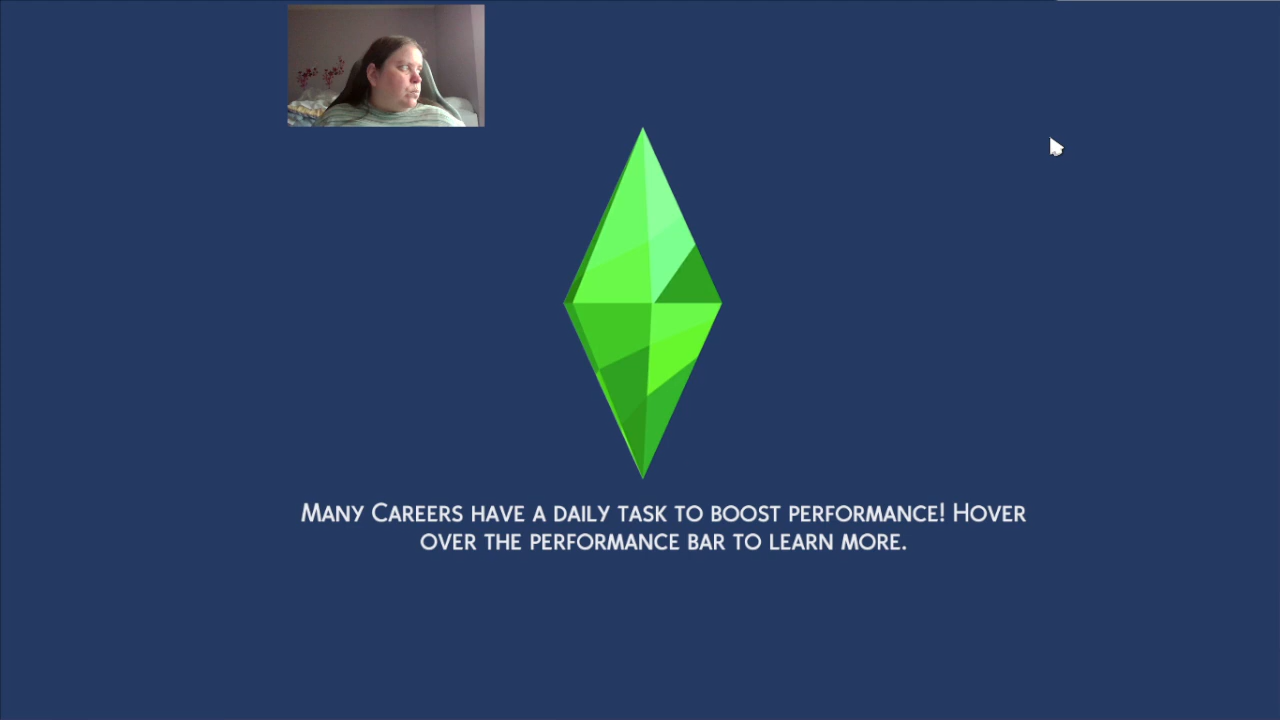 Many Careers have a daily task to boost performance! Hover
over the performance bar to learn more.